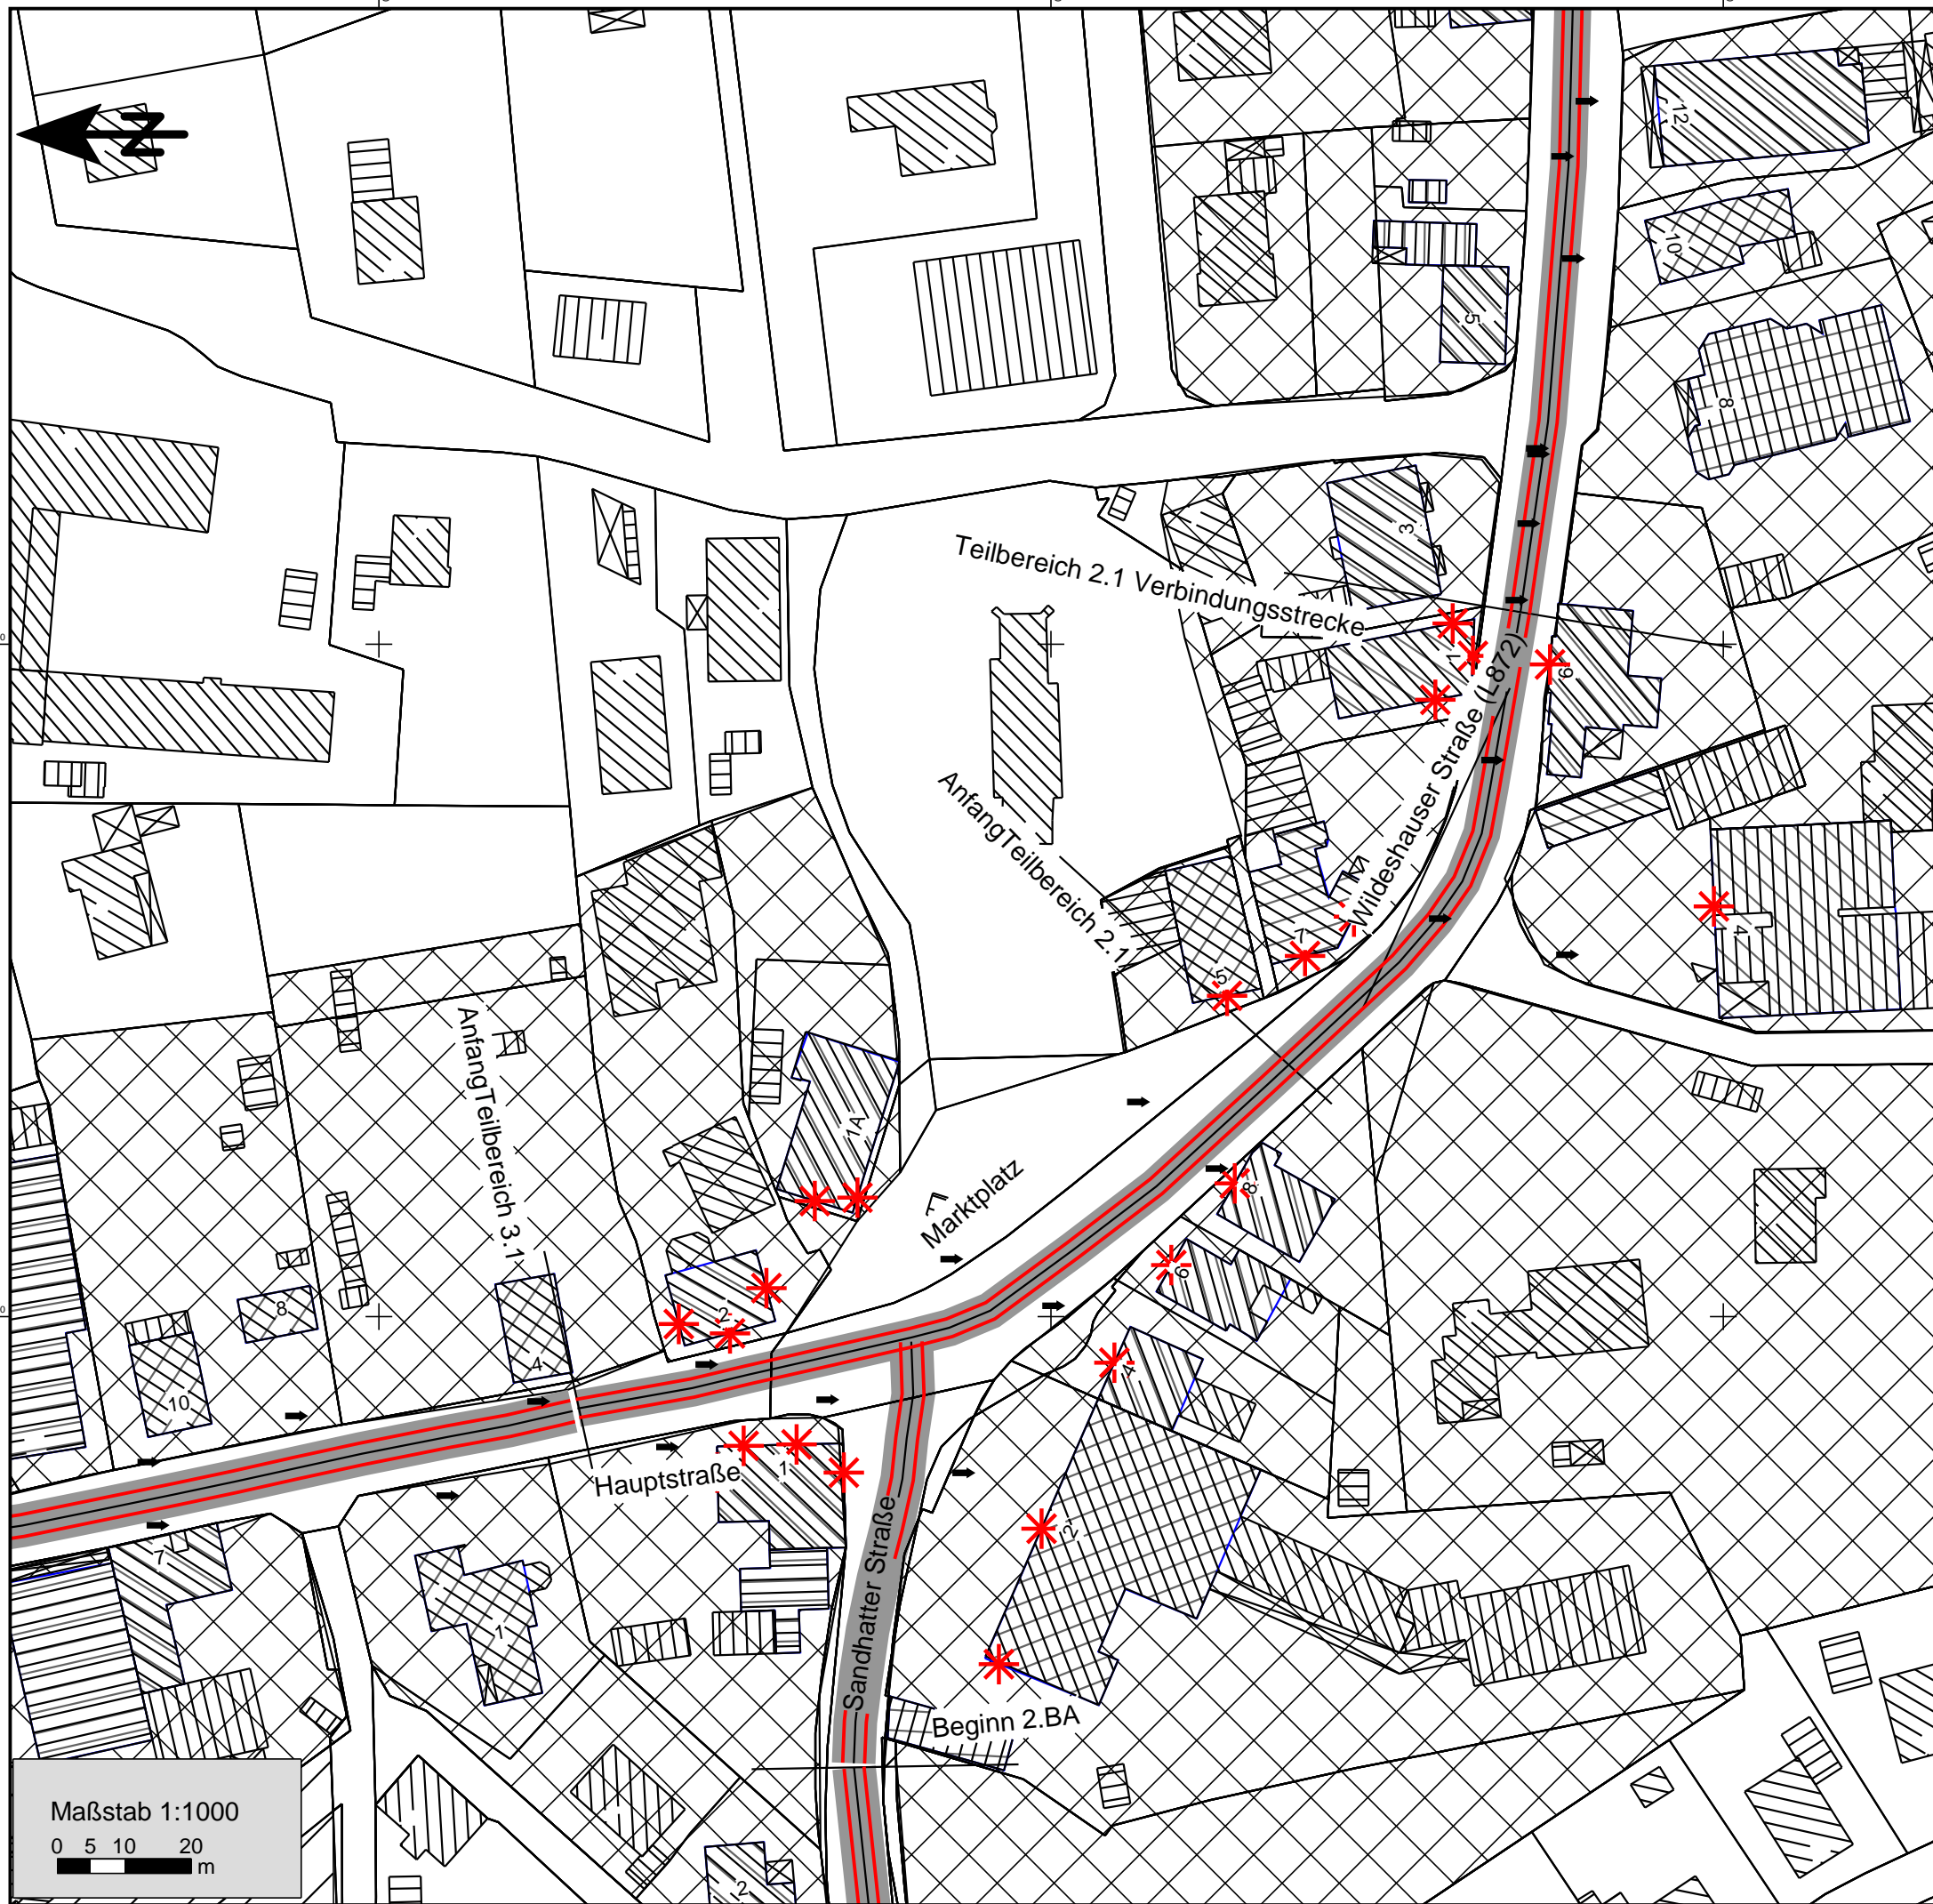 N
12
10
5
8
3
Teilbereich 2.1 Verbindungsstrecke
1
9
Wildeshauser Straße (L872)
AnfangTeilbereich 2.1
7
5
4
AnfangTeilbereich 3.1
1A
Marktplatz
8
6
2
8
4
4
10
Hauptstraße
1
2
7
1
Sandhatter Straße
Beginn 2.BA
Maßstab 1:1000
0 5 10 20
m
2